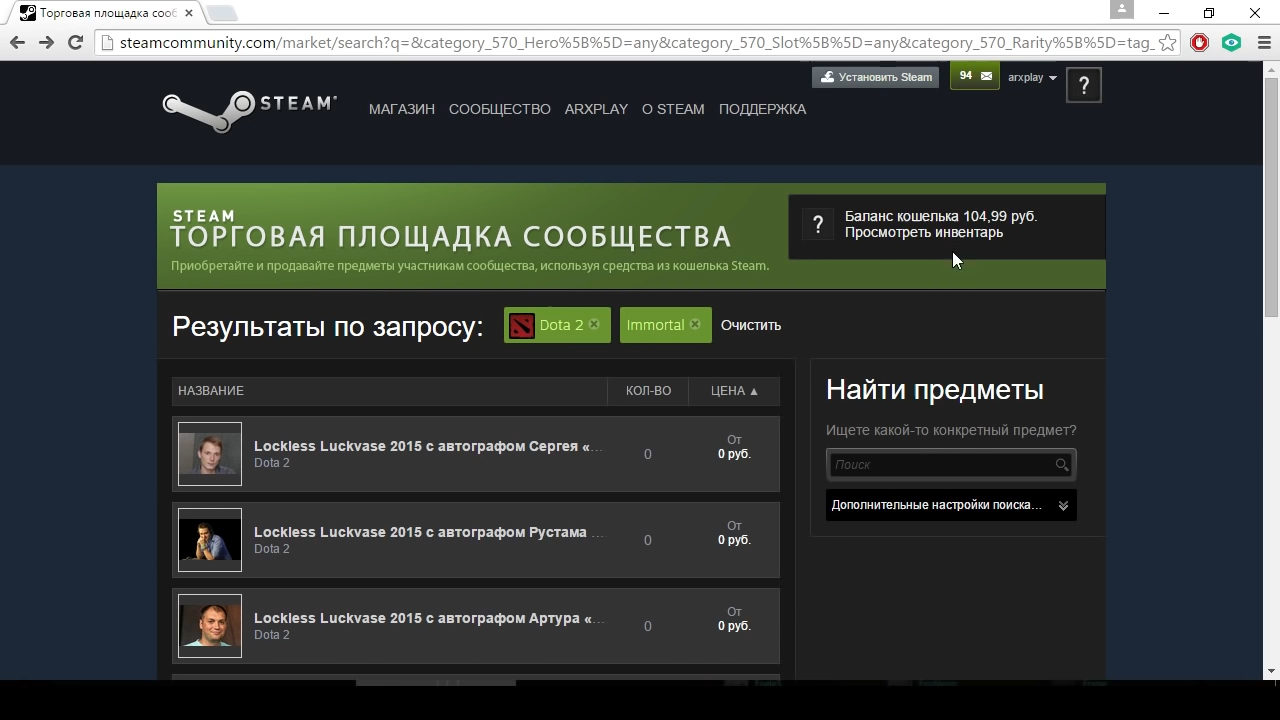 Торговая площадка сооб
steamcommunity.com/market/search?q=&category_570_Hero%5B%5D=any&category_570_Slot%5B%5D=any&category_570_Rarity%5B%5D=tag_
Установить Steam
94
arxplay
?
STEAM®
МАГАЗИН СООБЩЕСТВО ARXPLAY О STEAM ПОДДЕРЖКА
STEAM
ТОРГОВАЯ ПЛОЩАДКА СООБЩЕСТВА
Приобретайте и продавайте предметы участникам сообщества, используя средства из кошелька Steam.
?
Баланс кошелька 104,99 руб.
Просмотреть инвентарь
Результаты по запросу: Dota 2 Immortal Очистить
НАЗВАНИЕ КОЛ-ВО ЦЕНА ▲
Lockless Luckvase 2015 с автографом Сергея «...
Dota 2
0
От
0 руб.
Lockless Luckvase 2015 с автографом Рустама ...
Dota 2
0
От
0 руб.
Lockless Luckvase 2015 с автографом Артура «...
Dota 2
0
От
0 руб.
Найти предметы
Ищете какой-то конкретный предмет?
Поиск
Дополнительные настройки поиска...